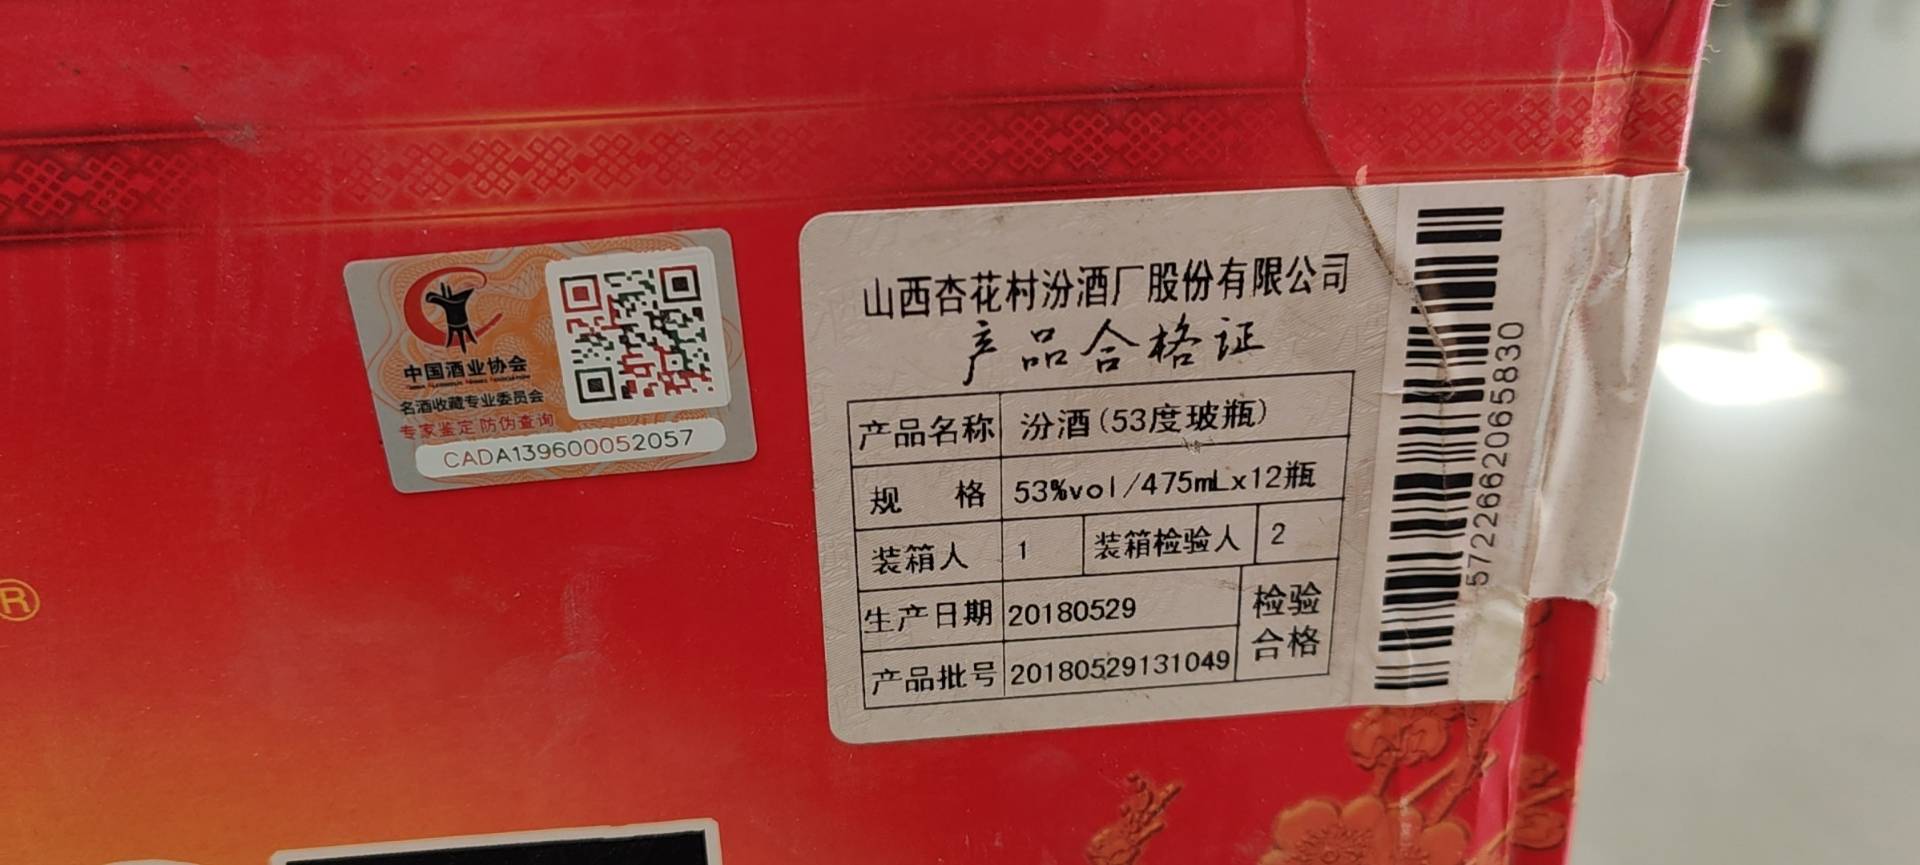 ®
中国酒业协会
名酒收藏专业委员会
专家鉴定 防伪查询
CADA139600052057
山西杏花村汾酒厂股份有限公司
产品合格证
产品名称 汾酒(53度玻瓶)
规 格 53%vol/475mLx12瓶
装箱人 1 装箱检验人 2
生产日期 20180529
产品批号 20180529131049
检验
合格
5722662065830